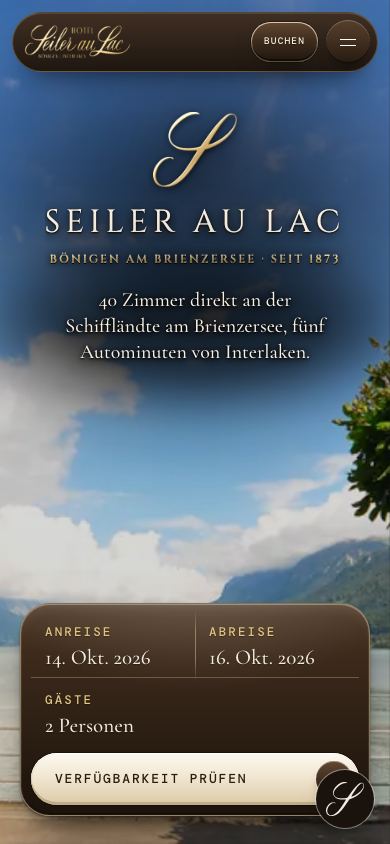 HOTEL
Seiler au Lac
BUCHEN
S
SEILER AU LAC
BÖNIGEN AM BRIENZERSEE · SEIT 1873
40 Zimmer direkt an der
Schiffländte am Brienzersee, fünf
Autominuten von Interlaken.
ANREISE
ABREISE
14. Okt. 2026
16. Okt. 2026
GÄSTE
2 Personen
VERFÜGBARKEIT PRÜFEN
S